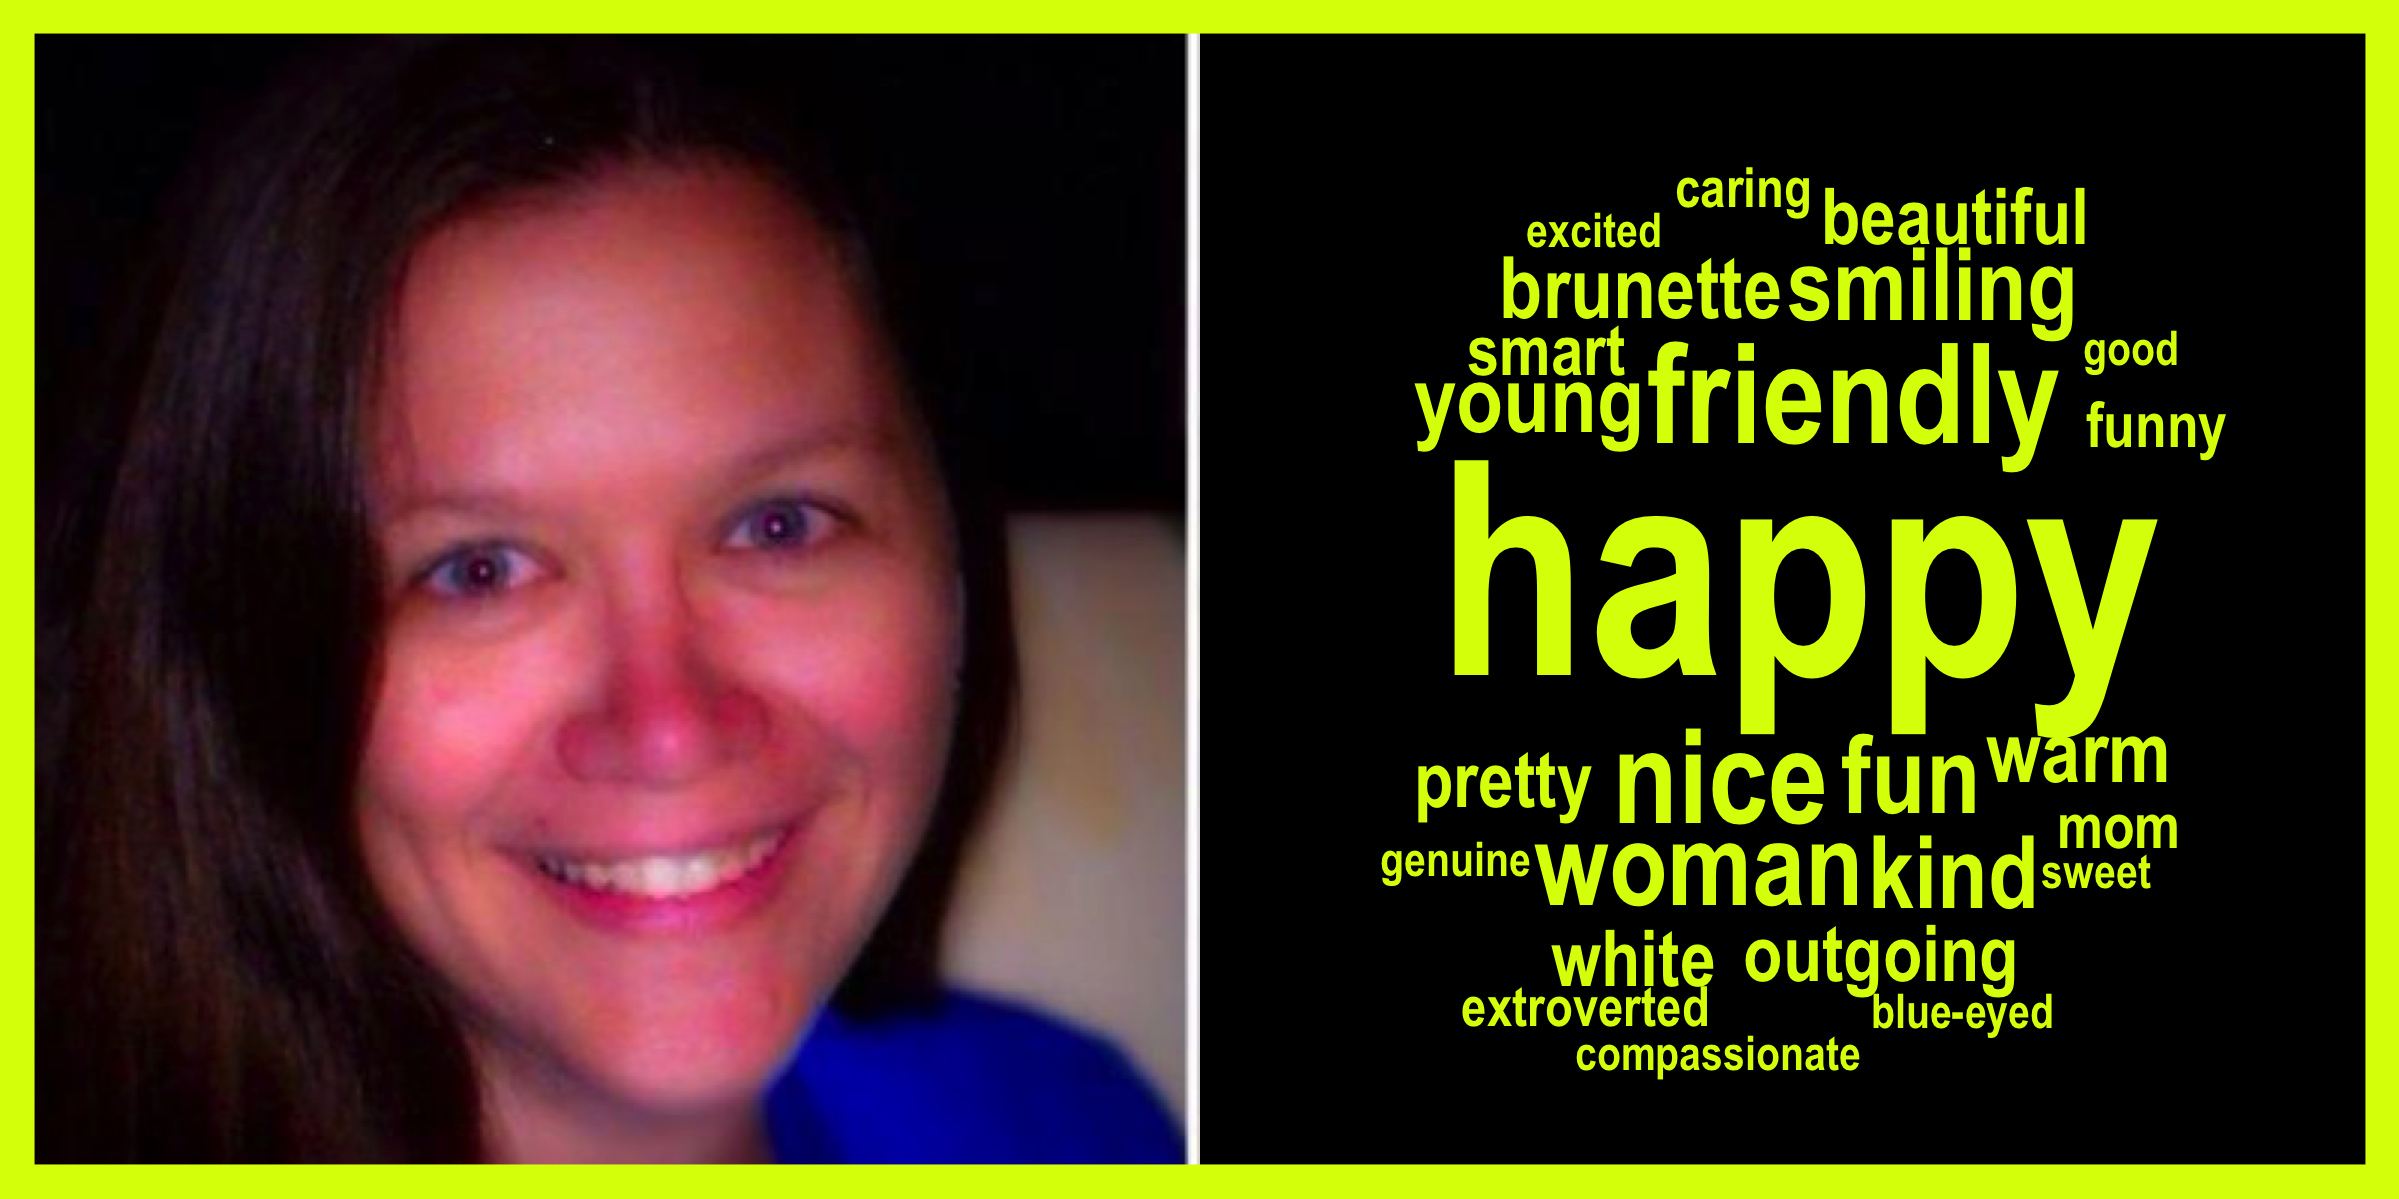 caring
excited beautiful
brunette smiling
smart good
young friendly funny
happy
pretty nice fun warm
mom
genuine woman kind sweet
white outgoing
extroverted blue-eyed
compassionate